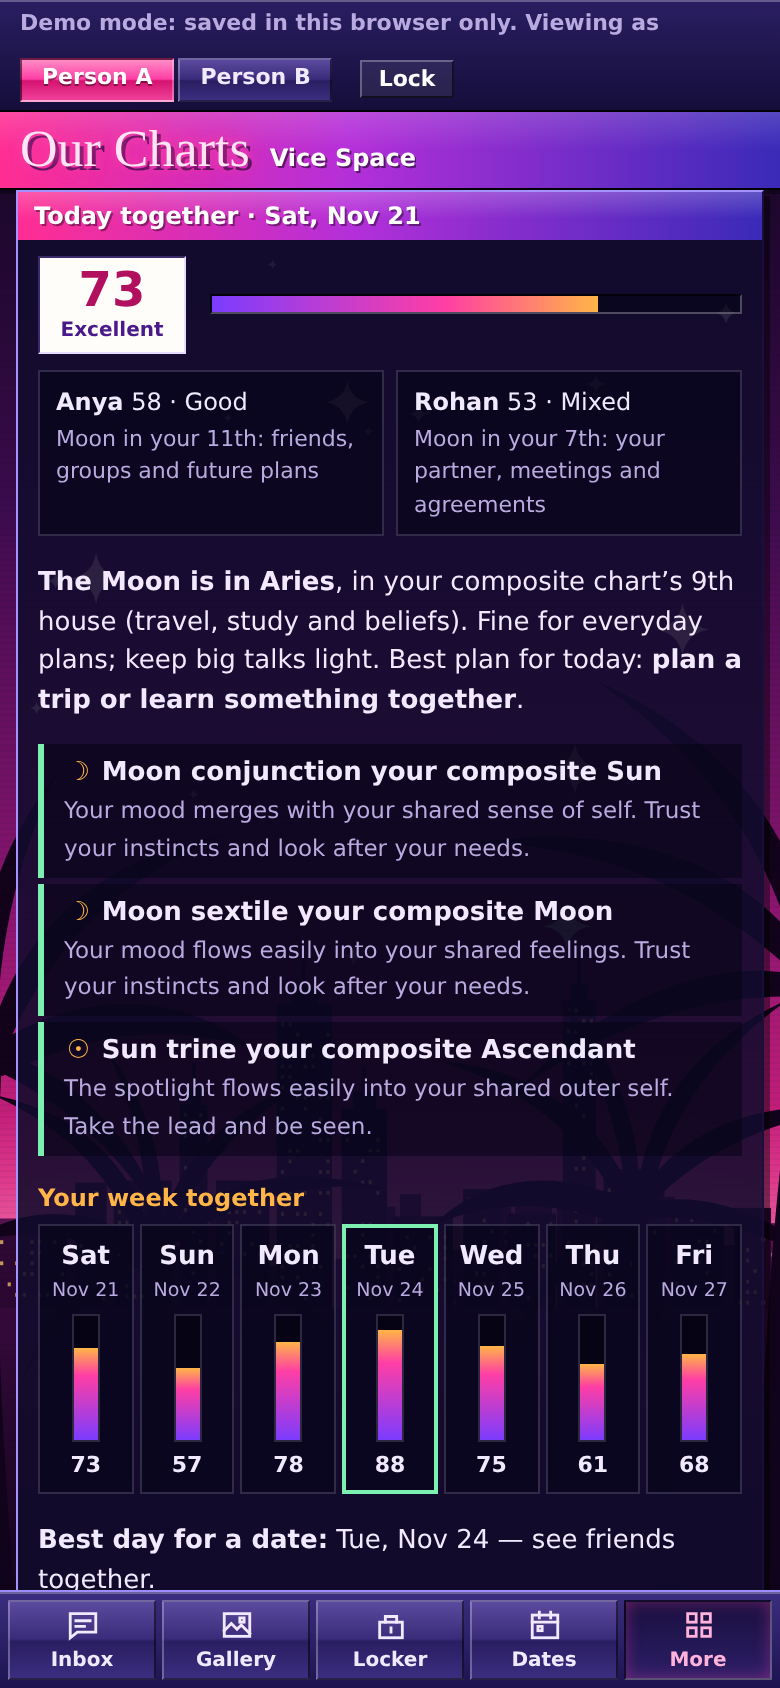 Demo mode: saved in this browser only. Viewing as
Person A
Person B
Lock
Our Charts Vice Space
Today together · Sat, Nov 21
73
Excellent
Anya 58 · Good
Moon in your 11th: friends,
groups and future plans
Rohan 53 · Mixed
Moon in your 7th: your
partner, meetings and
agreements
The Moon is in Aries, in your composite chart’s 9th
house (travel, study and beliefs). Fine for everyday
plans; keep big talks light. Best plan for today: plan a
trip or learn something together.
☽ Moon conjunction your composite Sun
Your mood merges with your shared sense of self. Trust
your instincts and look after your needs.
☽ Moon sextile your composite Moon
Your mood flows easily into your shared feelings. Trust
your instincts and look after your needs.
☉ Sun trine your composite Ascendant
The spotlight flows easily into your shared outer self.
Take the lead and be seen.
Your week together
Sat Sun Mon Tue Wed Thu Fri
Nov 21 Nov 22 Nov 23 Nov 24 Nov 25 Nov 26 Nov 27
73 57 78 88 75 61 68
Best day for a date: Tue, Nov 24 — see friends
together.
Inbox Gallery Locker Dates More